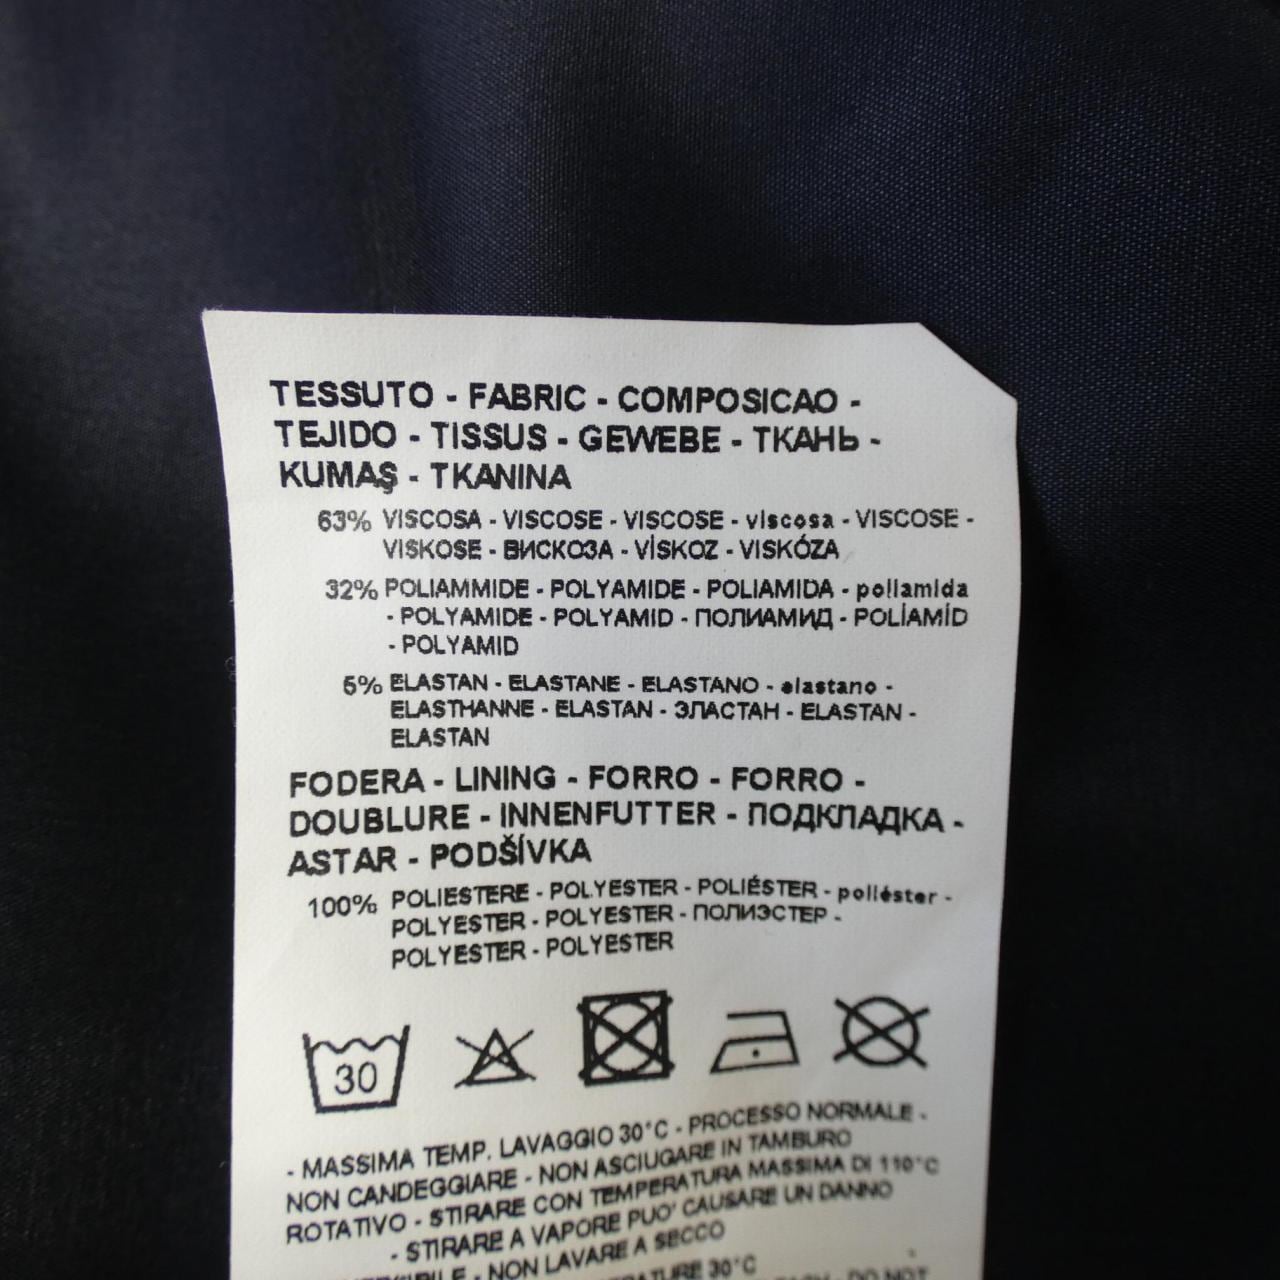 TESSUTO - FABRIC - COMPOSICAO -
TEJIDO - TISSUS - GEWEBE - ТКАНЬ -
KUMAŞ - TKANINA
63% VISCOSA - VISCOSE - VISCOSE - viscosa - VISCOSE -
VISKOSE - ВИСКОЗА - VİSKOZ - VISKÓZA
32% POLIAMMIDE - POLYAMIDE - POLIAMIDA - poliamida
- POLYAMIDE - POLYAMID - ПОЛИАМИД - POLİAMİD
- POLYAMID
5% ELASTAN - ELASTANE - ELASTANO - elastano -
ELASTHANNE - ELASTAN - ЭЛАСТАН - ELASTAN -
ELASTAN
FODERA - LINING - FORRO - FORRO -
DOUBLURE - INNENFUTTER - ПОДКЛАДКА -
ASTAR - PODŠÍVKA
100% POLIESTERE - POLYESTER - POLIÉSTER - poliéster -
POLYESTER - POLYESTER - ПОЛИЭСТЕР -
POLYESTER - POLYESTER
30
- MASSIMA TEMP. LAVAGGIO 30°C - PROCESSO NORMALE -
NON CANDEGGIARE - NON ASCIUGARE IN TAMBURO
ROTATIVO - STIRARE CON TEMPERATURA MASSIMA DI 110°C
- STIRARE A VAPORE PUO' CAUSARE UN DANNO
- NON LAVARE A SECCO
30°C
- DO NOT